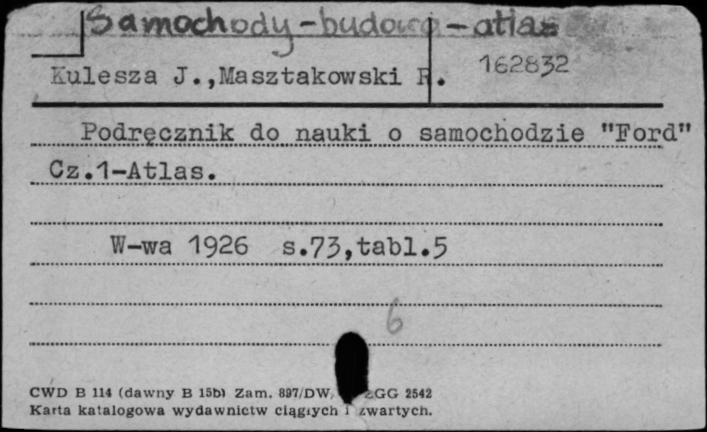 Samochody - budowa - atlas
Kulesza J.,Masztakowski R. 162832
Podręcznik do nauki o samochodzie "Ford"
Cz.1-Atlas.
W-wa 1926 s.73,tabl.5
6
CWD B 114 (dawny B 15b) Zam. 897/DW, ZGG 2542
Karta katalogowa wydawnictw ciągłych i zwartych.